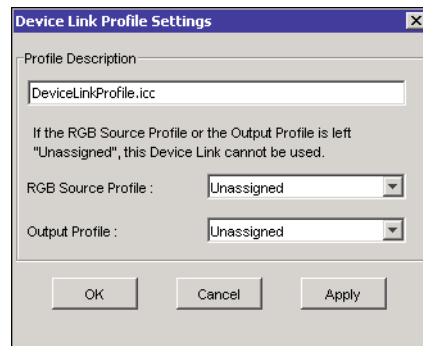 Device Link Profile Settings
Profile Description
DeviceLinkProfile.icc
If the RGB Source Profile or the Output Profile is left
"Unassigned", this Device Link cannot be used.
RGB Source Profile : Unassigned
Output Profile : Unassigned
OK Cancel Apply